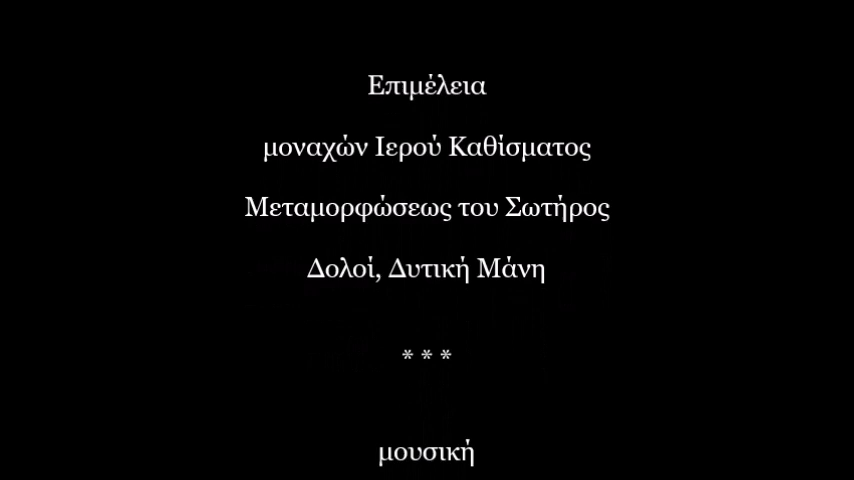 Επιμέλεια
μοναχών Ιερού Καθίσματος
Μεταμορφώσεως του Σωτήρος
Δολοί, Δυτική Μάνη
* * *
μουσική